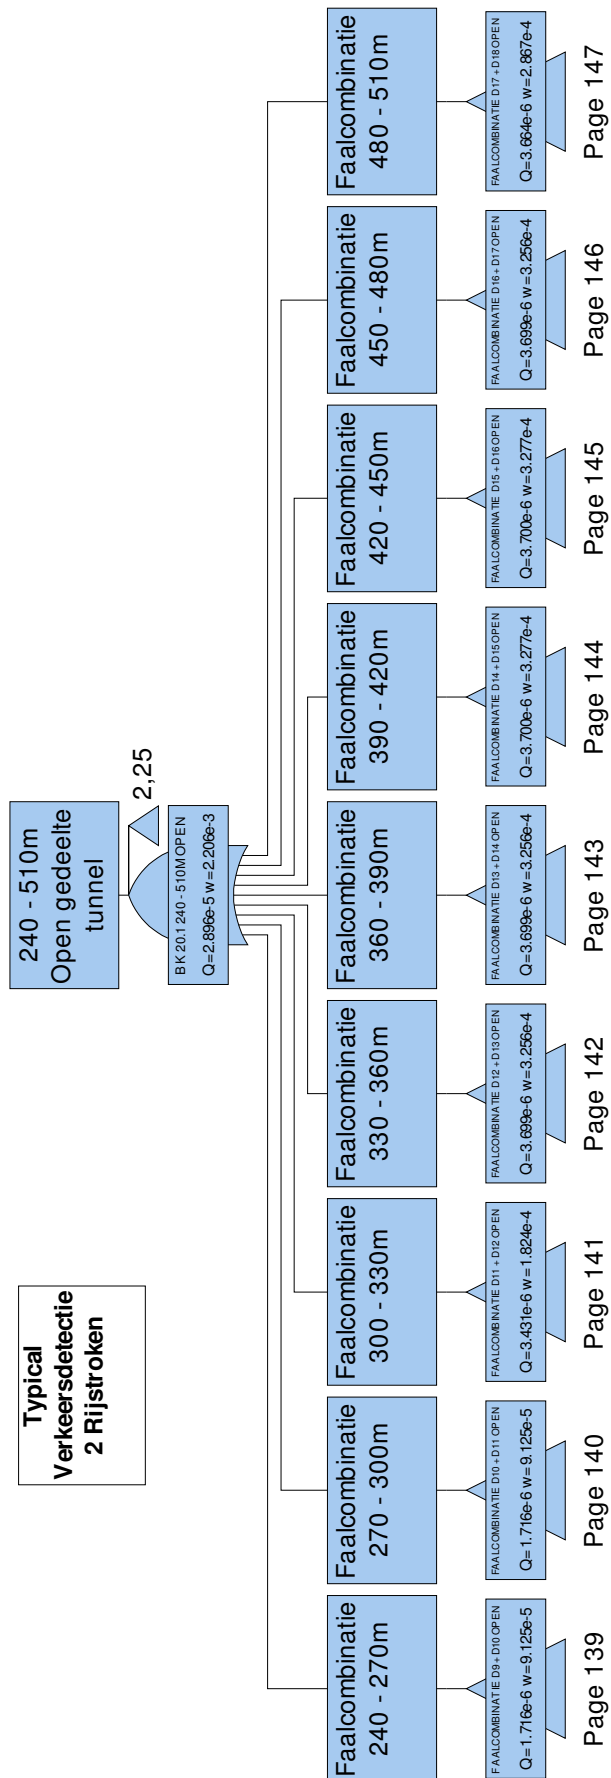 Typical
Verkeersdetectie
2 Rijstroken
240 - 510m
Open gedeelte
tunnel
2,25
BK 20.1 240 - 510M OPEN
Q=2.896e-5 w=2.206e-3
Faalcombinatie
240 - 270m
FAALCOMBINATIE D9 + D10 OPEN
Q=1.716e-6 w=9.125e-5
Page 139
Faalcombinatie
270 - 300m
FAALCOMBINATIE D10 + D11 OPEN
Q=1.716e-6 w=9.125e-5
Page 140
Faalcombinatie
300 - 330m
FAALCOMBINATIE D11 + D12 OPEN
Q=3.431e-6 w=1.824e-4
Page 141
Faalcombinatie
330 - 360m
FAALCOMBINATIE D12 + D13 OPEN
Q=3.699e-6 w=3.256e-4
Page 142
Faalcombinatie
360 - 390m
FAALCOMBINATIE D13 + D14 OPEN
Q=3.699e-6 w=3.256e-4
Page 143
Faalcombinatie
390 - 420m
FAALCOMBINATIE D14 + D15 OPEN
Q=3.700e-6 w=3.277e-4
Page 144
Faalcombinatie
420 - 450m
FAALCOMBINATIE D15 + D16 OPEN
Q=3.700e-6 w=3.277e-4
Page 145
Faalcombinatie
450 - 480m
FAALCOMBINATIE D16 + D17 OPEN
Q=3.699e-6 w=3.256e-4
Page 146
Faalcombinatie
480 - 510m
FAALCOMBINATIE D17 + D18 OPEN
Q=3.664e-6 w=2.867e-4
Page 147